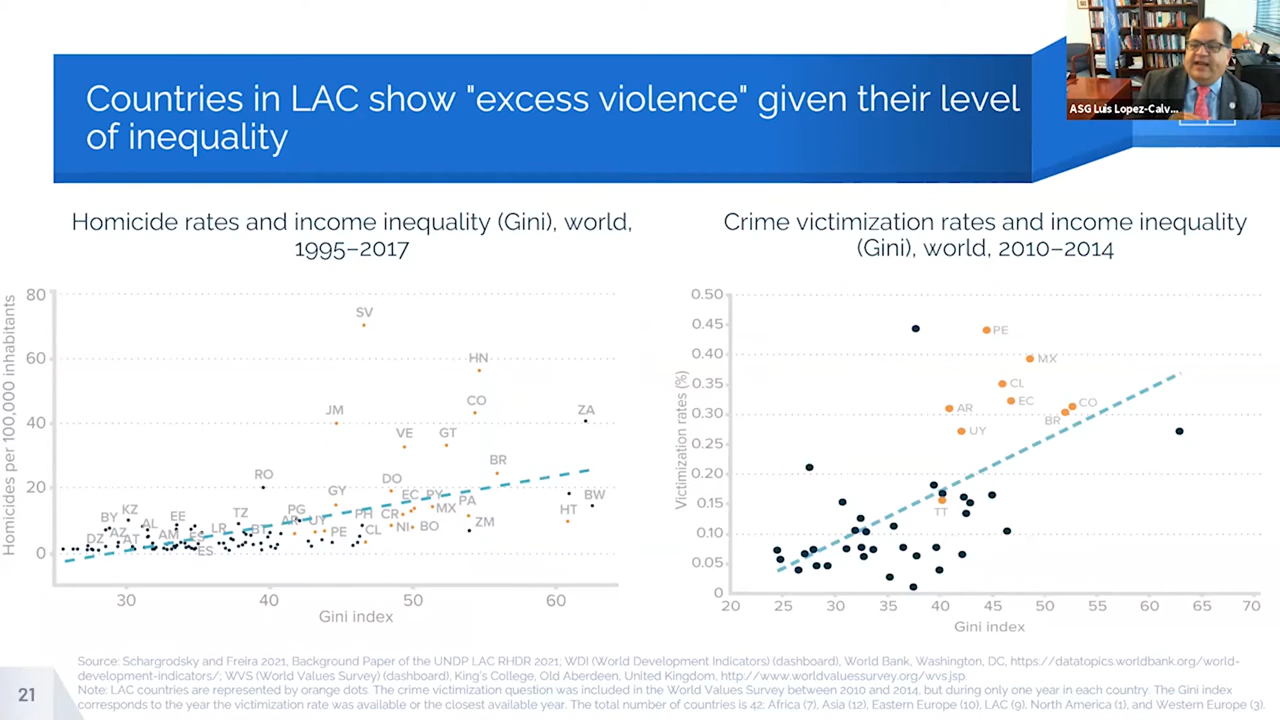 ASG Luis Lopez-Calv...
Countries in LAC show "excess violence" given their level
of inequality
Homicide rates and income inequality (Gini), world,
1995–2017
Homicides per 100,000 inhabitants
80
60
40
20
0
SV
HN
CO
JM
ZA
VE
GT
BR
RO
DO
GY
EC
PY
BW
MX
PA
KZ
BY
EE
TZ
PG
AL
AR
UY
PH
CR
HT
AZ
AM
LR
BT
ZM
DZ
AT
ES
PE
CL
NI
BO
ES
30
40
50
60
Gini index
Crime victimization rates and income inequality
(Gini), world, 2010–2014
Victimization rates (%)
0.50
0.45
0.40
0.35
0.30
0.25
0.20
0.15
0.10
0.05
0
PE
MX
CL
EC
CO
AR
BR
UY
TT
20
25
30
35
40
45
50
55
60
65
70
Gini index
Source: Schargrodsky and Freira 2021, Background Paper of the UNDP LAC RHDR 2021; WDI (World Development Indicators) (dashboard), World Bank, Washington, DC, https://datatopics.worldbank.org/world-
development-indicators/; WVS (World Values Survey) (dashboard), King's College, Old Aberdeen, United Kingdom, http://www.worldvaluessurvey.org/wvs.jsp.
Note: LAC countries are represented by orange dots. The crime victimization question was included in the World Values Survey between 2010 and 2014, but during only one year in each country. The Gini index
corresponds to the year the victimization rate was available or the closest available year. The total number of countries is 42: Africa (7), Asia (12), Eastern Europe (10), LAC (9), North America (1), and Western Europe (3).
21